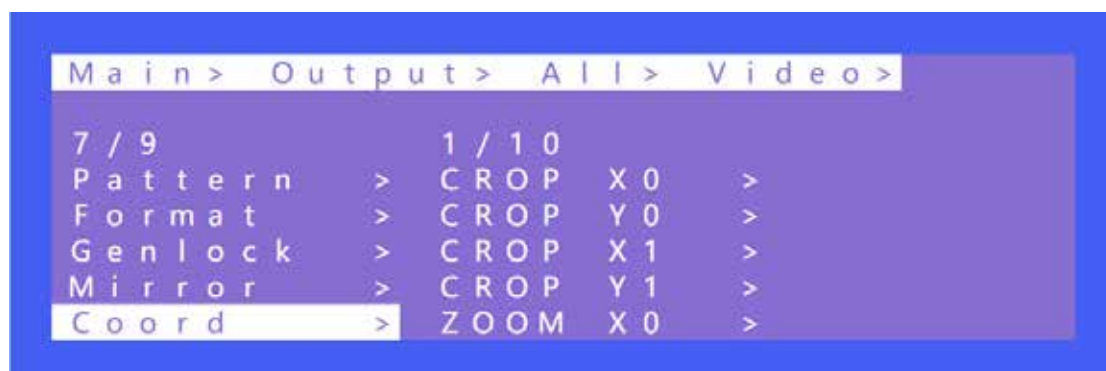 Main> Output> All> Video>
7/9 1/10
Pattern > CROP X0 >
Format > CROP Y0 >
Genlock > CROP X1 >
Mirror > CROP Y1 >
Coord > ZOOM X0 >